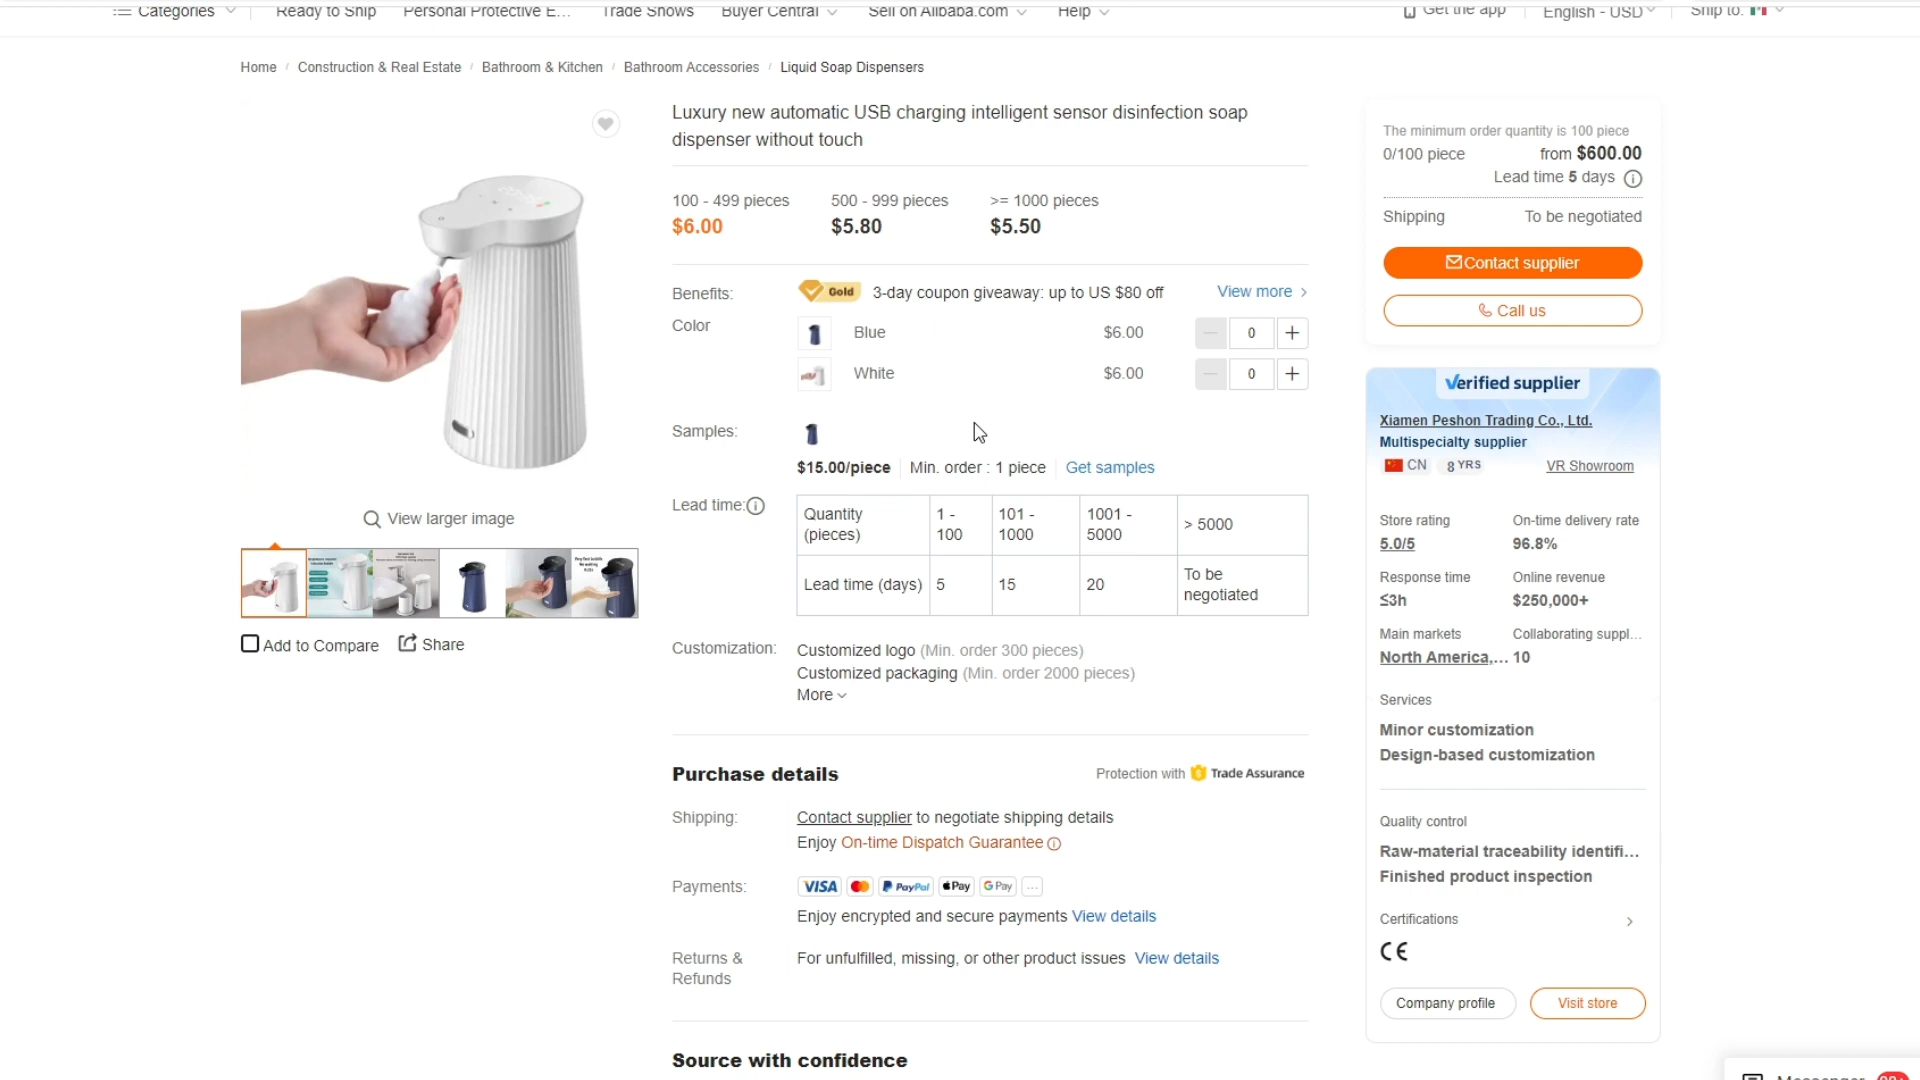 Categories
Ready to Ship
Personal Protective E...
Trade Shows
Buyer Central
Sell on Alibaba.com
Help
Get the app
English - USD
Ship to:
Home / Construction & Real Estate / Bathroom & Kitchen / Bathroom Accessories / Liquid Soap Dispensers
Luxury new automatic USB charging intelligent sensor disinfection soap
dispenser without touch
100 - 499 pieces
$6.00
500 - 999 pieces
$5.80
>= 1000 pieces
$5.50
Benefits:
Gold
3-day coupon giveaway: up to US $80 off
View more >
Color
Blue
$6.00
0
+
White
$6.00
0
+
Samples:
$15.00/piece
Min. order : 1 piece
Get samples
Lead time:
Quantity
(pieces)
1 -
100
101 -
1000
1001 -
5000
> 5000
Lead time (days)
5
15
20
To be
negotiated
Customization:
Customized logo (Min. order 300 pieces)
Customized packaging (Min. order 2000 pieces)
More
View larger image
Add to Compare
Share
Purchase details
Protection with Trade Assurance
Shipping:
Contact supplier to negotiate shipping details
Enjoy On-time Dispatch Guarantee
Payments:
VISA
PayPal
Pay
G Pay
...
Enjoy encrypted and secure payments View details
Returns &
Refunds
For unfulfilled, missing, or other product issues View details
Source with confidence
The minimum order quantity is 100 piece
0/100 piece
from $600.00
Lead time 5 days
Shipping
To be negotiated
Contact supplier
Call us
Verified supplier
Xiamen Peshon Trading Co., Ltd.
Multispecialty supplier
CN
8 YRS
VR Showroom
Store rating
5.0/5
On-time delivery rate
96.8%
Response time
≤3h
Online revenue
$250,000+
Main markets
North America,...
Collaborating suppl...
10
Services
Minor customization
Design-based customization
Quality control
Raw-material traceability identifi...
Finished product inspection
Certifications
CE
Company profile
Visit store
Messenger